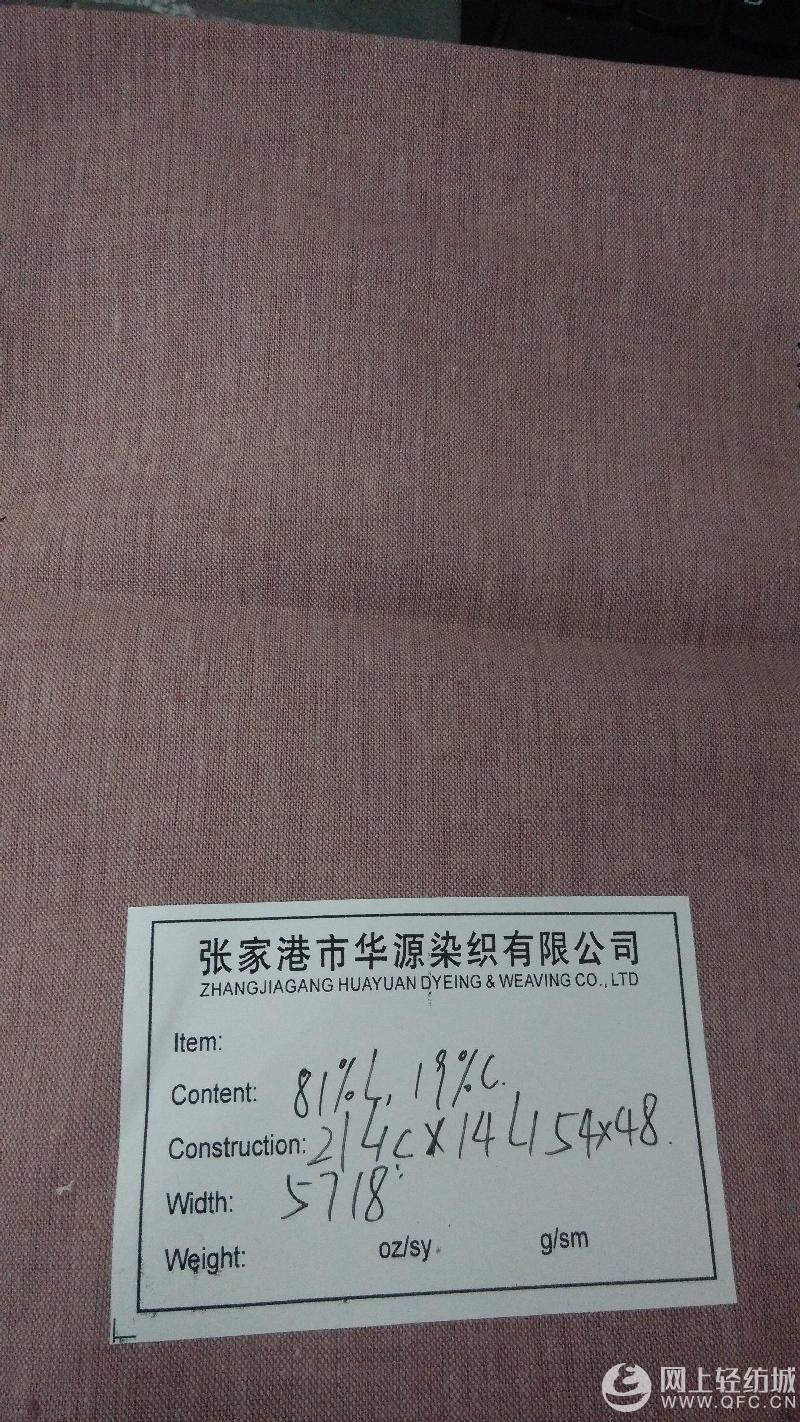 张家港市华源染织有限公司
ZHANGJIAGANG HUAYUAN DYEING & WEAVING CO., LTD
Item:
Content: 81%L, 19%C.
Construction: 214C X 14L/54x48.
Width: 57/8"
Weight: oz/sy g/sm
网上轻纺城
WWW.QFC.CN